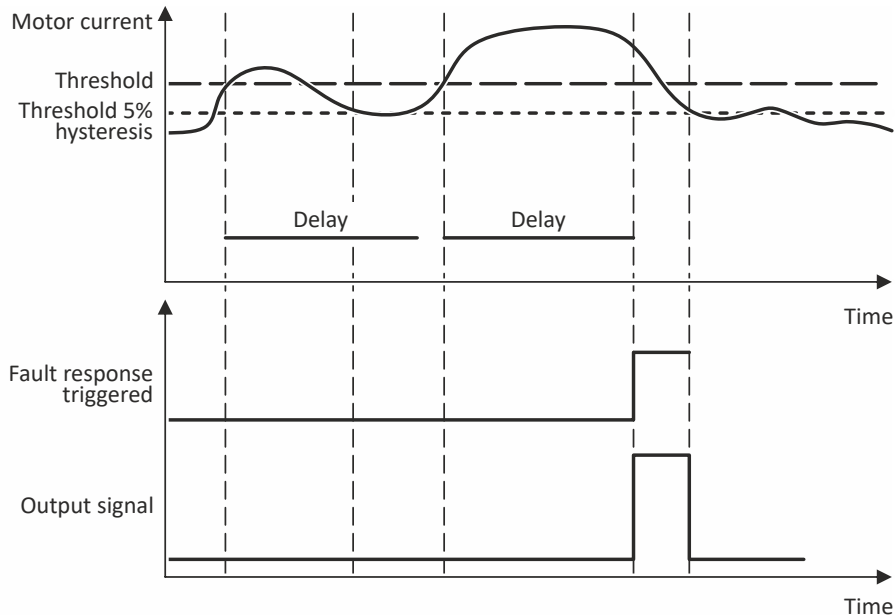 Motor current
Threshold
Threshold 5%
hysteresis
Delay
Delay
Time
Fault response
triggered
Output signal
Time